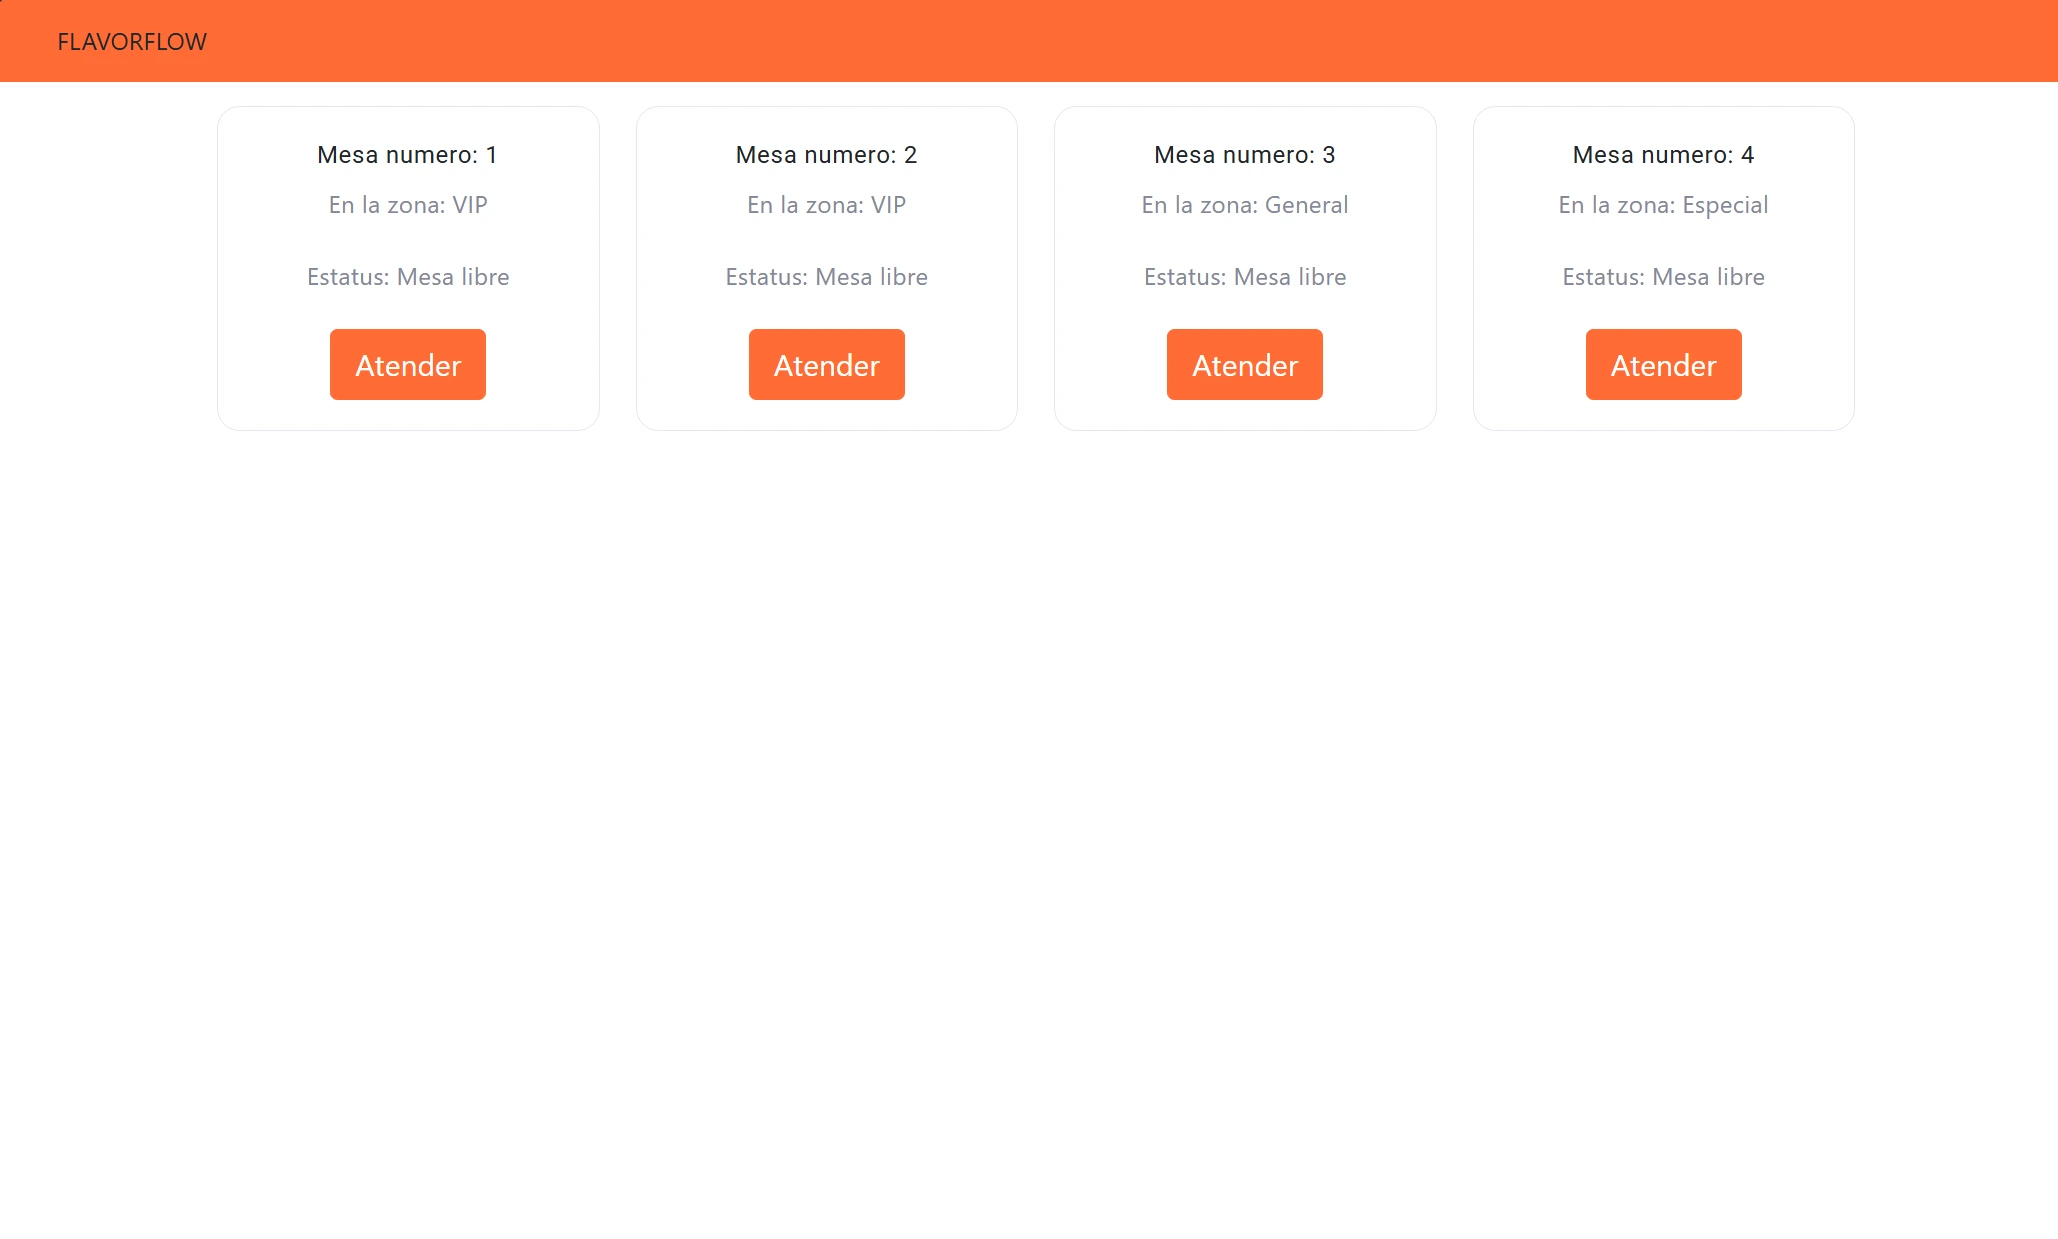 FLAVORFLOW
Mesa numero: 1
En la zona: VIP
Estatus: Mesa libre
Atender
Mesa numero: 2
En la zona: VIP
Estatus: Mesa libre
Atender
Mesa numero: 3
En la zona: General
Estatus: Mesa libre
Atender
Mesa numero: 4
En la zona: Especial
Estatus: Mesa libre
Atender